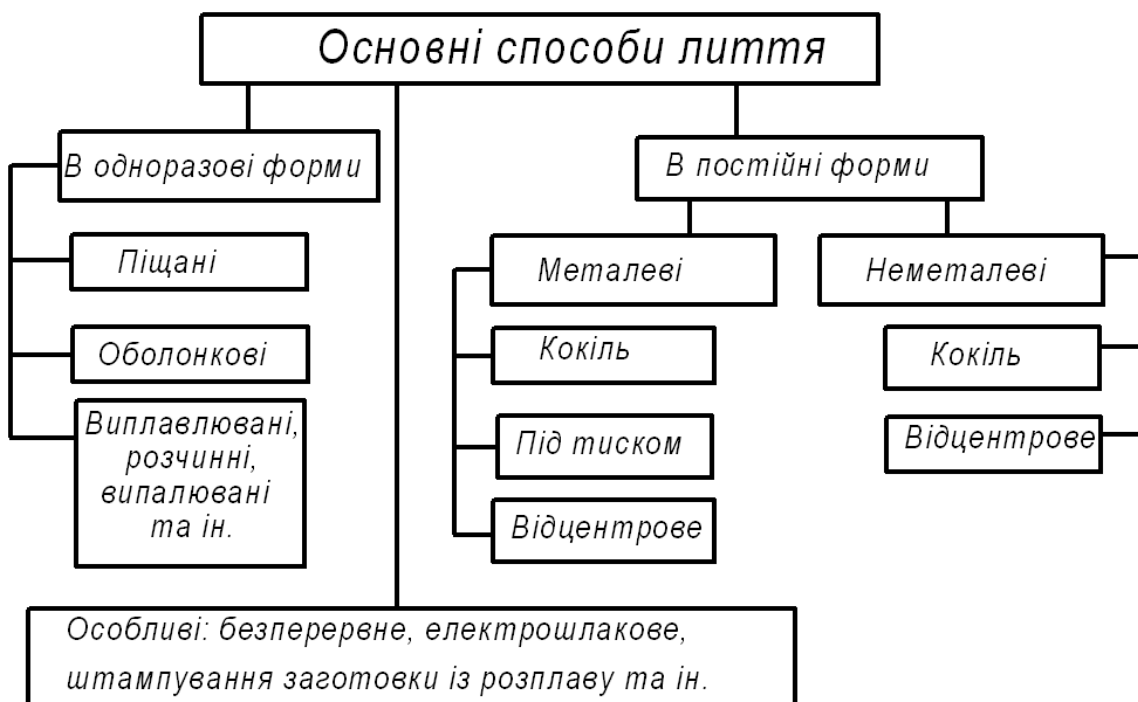 Основні способи лиття
В одноразові форми
Піщані
Оболонкові
Виплавлювані,
розчинні,
випалювані
та ін.
В постійні форми
Металеві
Кокіль
Під тиском
Відцентрове
Неметалеві
Кокіль
Відцентрове
Особливі: безперервне, електрошлакове,
штампування заготовки із розплаву та ін.